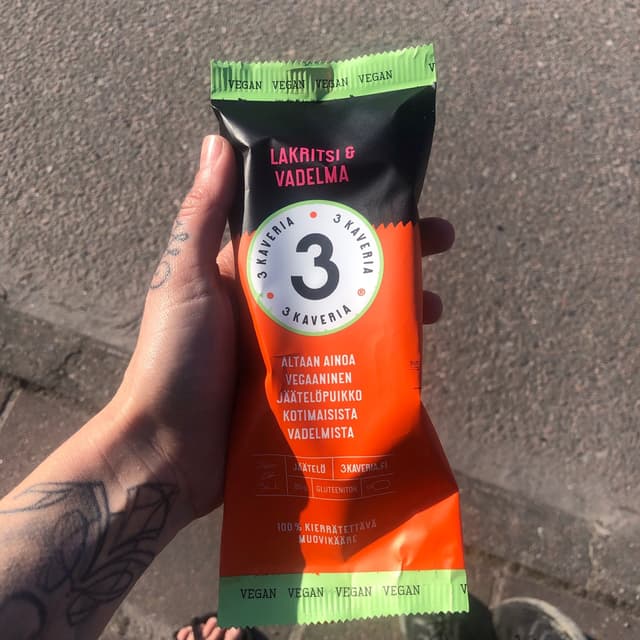 VEGAN VEGAN VEGAN VEGAN V
LAKRITSI &
VADELMA
3 KAVERIA • 3 KAVERIA ® 3 KAVERIA •
3
ALTAAN AINOA
VEGAANINEN
JÄÄTELÖPUIKKO
KOTIMAISISTA
VADELMISTA
JÄÄTELÖ 3KAVERIA.FI
GLUTEENITON
100% KIERRÄTETTÄVÄ
MUOVIKÄÄRE
VEGAN VEGAN VEGAN VEGAN V